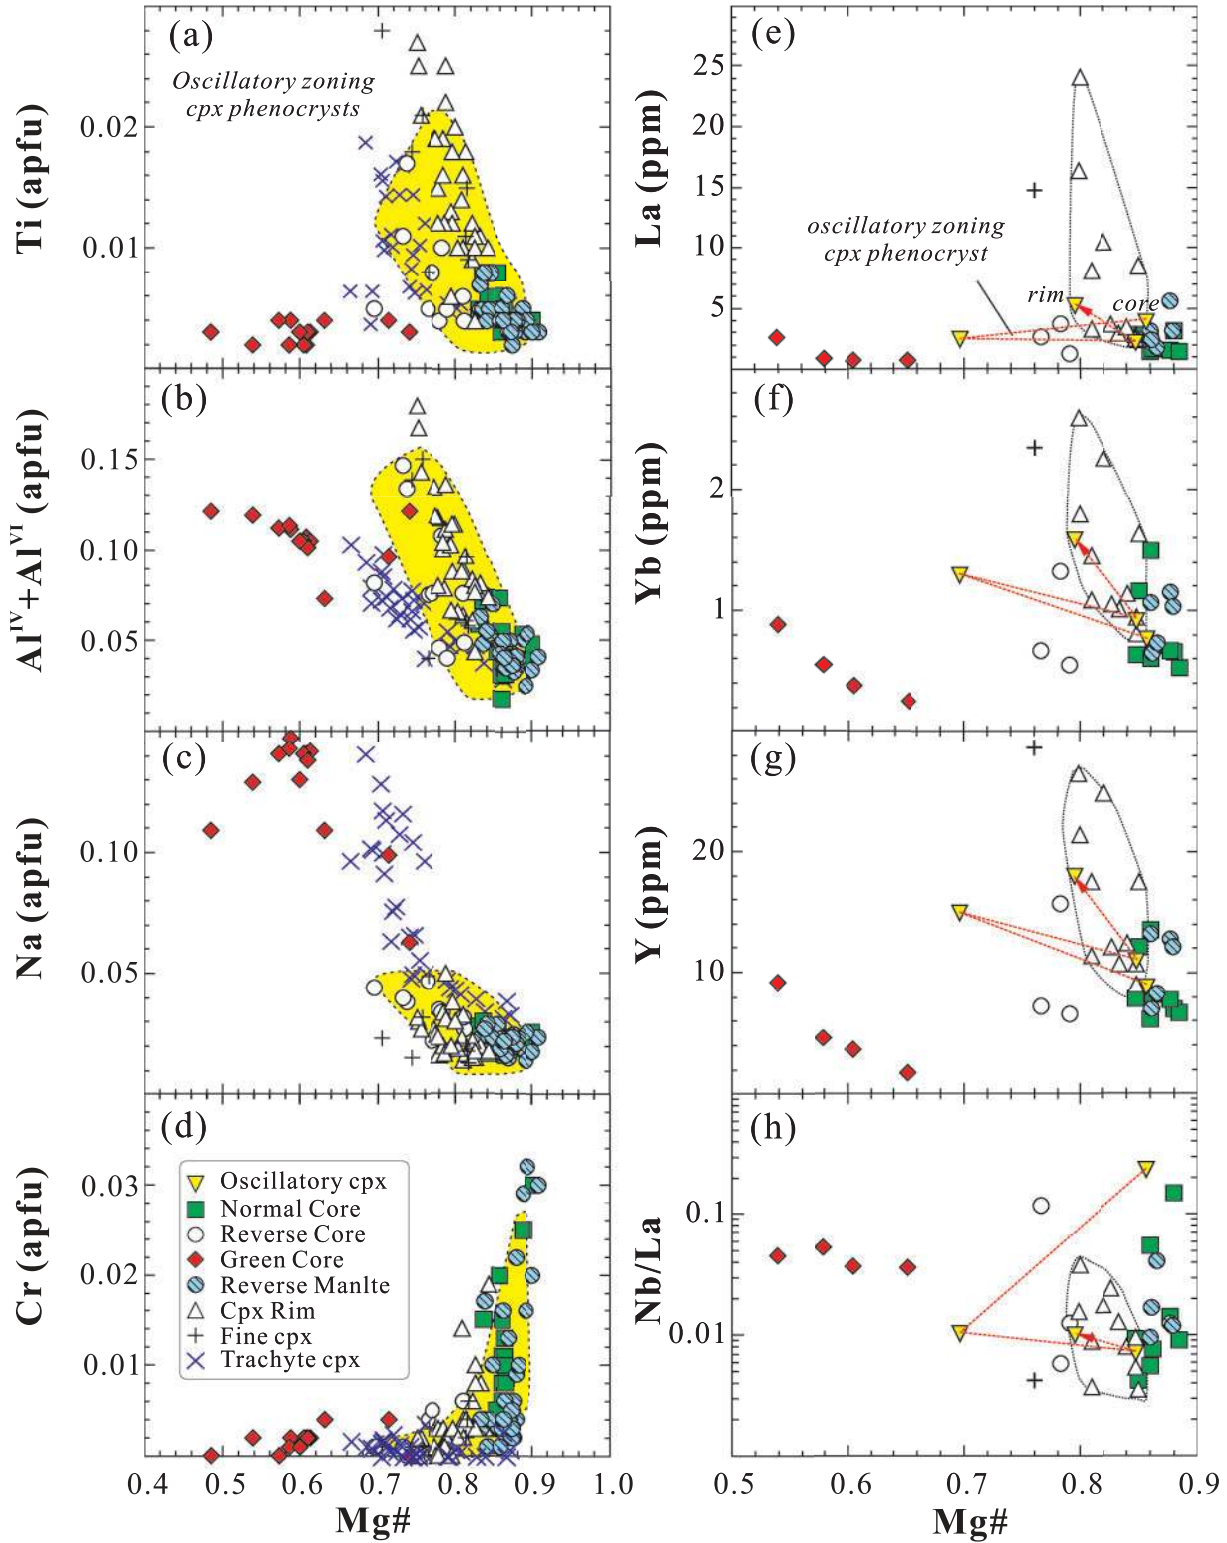 (a)
Oscillatory zoning
cpx phenocrysts
Ti (apfu)
0.02
0.01
(b)
Al^IV+Al^VI (apfu)
0.15
0.10
0.05
(c)
Na (apfu)
0.10
0.05
(d)
Cr (apfu)
0.03
0.02
0.01
Oscillatory cpx
Normal Core
Reverse Core
Green Core
Reverse Manlte
Cpx Rim
Fine cpx
Trachyte cpx
0.4 0.5 0.6 0.7 0.8 0.9 1.0
Mg#
(e)
La (ppm)
25
20
15
10
5
oscillatory zoning
cpx phenocryst
rim
core
(f)
Yb (ppm)
2
1
(g)
Y (ppm)
20
10
(h)
Nb/La
0.1
0.01
0.5 0.6 0.7 0.8 0.9
Mg#